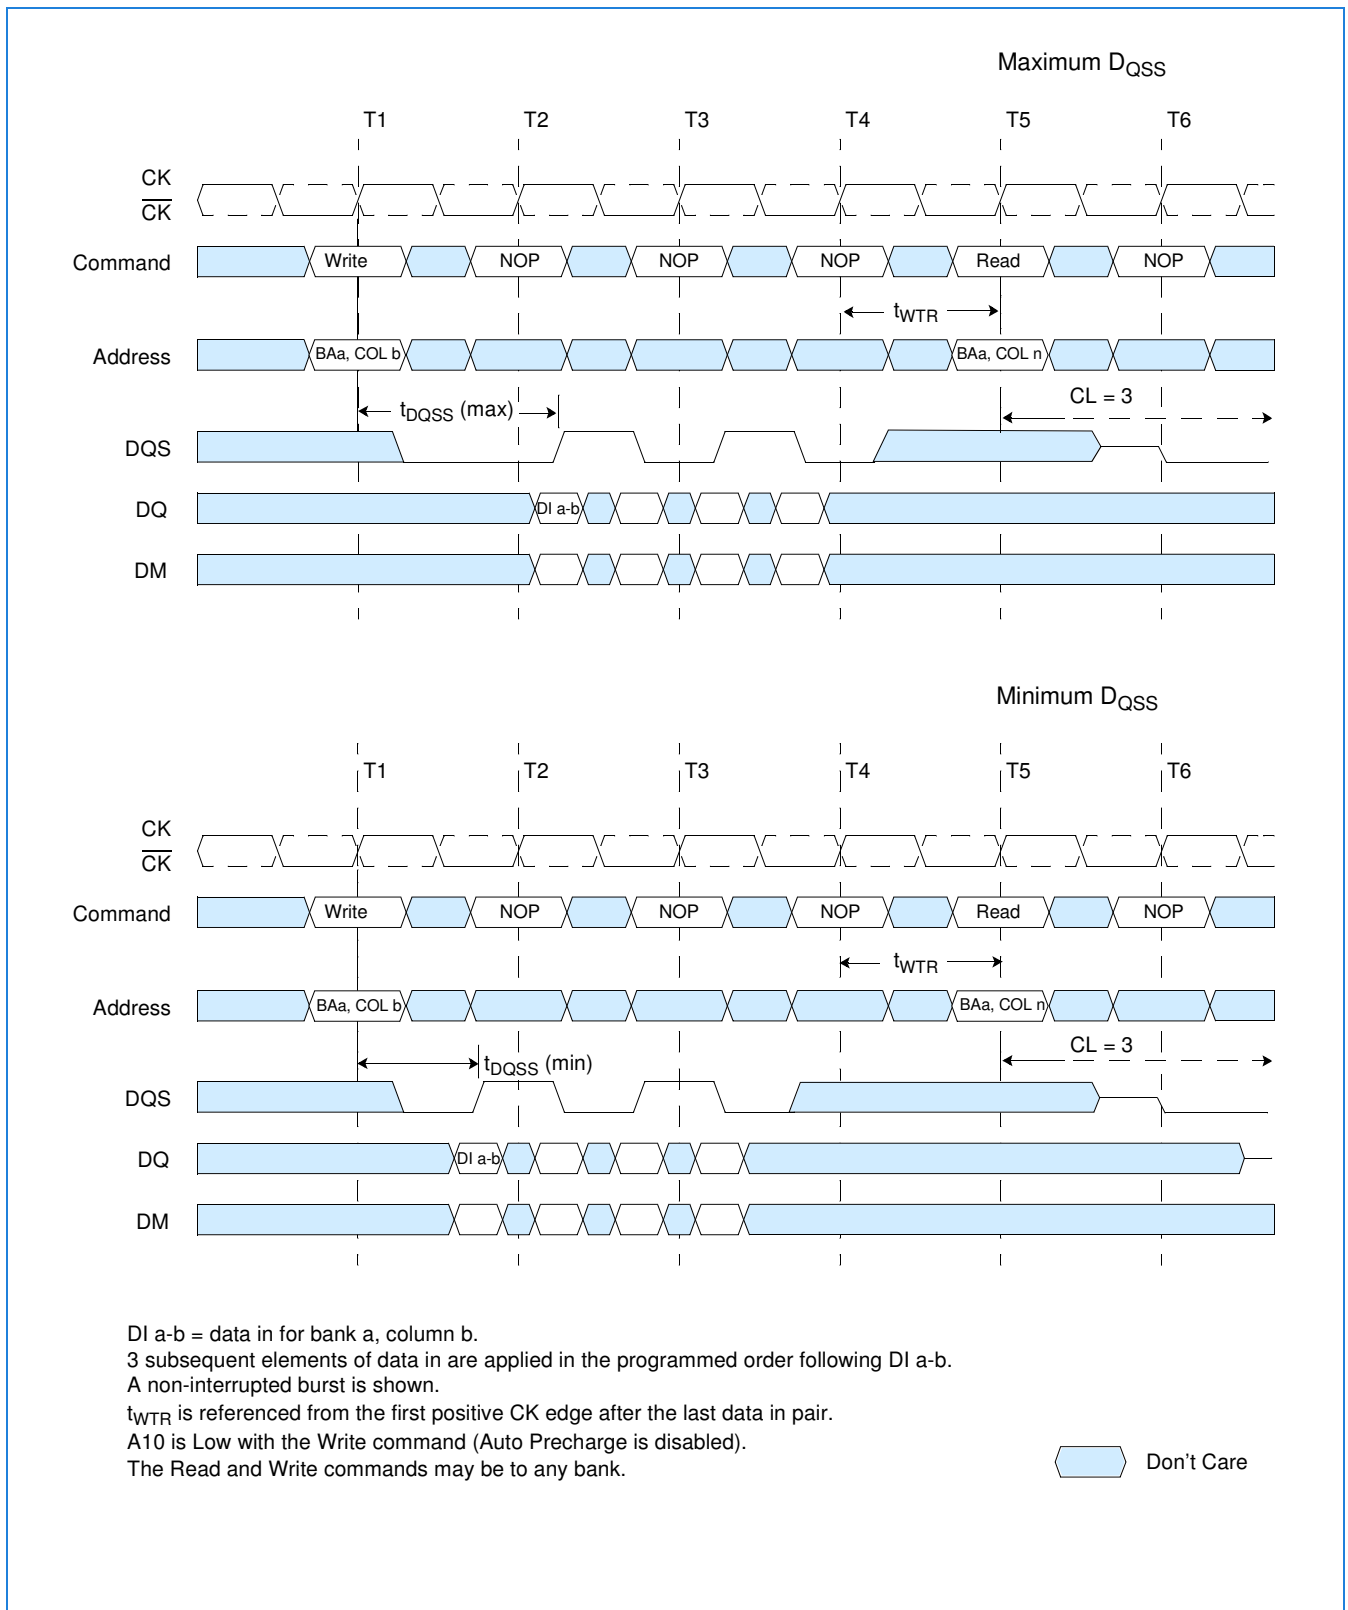 Maximum DQSS
T1 T2 T3 T4 T5 T6
CK
CK
Command Write NOP NOP NOP Read NOP
tWTR
Address BAa, COL b BAa, COL n
tDQSS (max) CL = 3
DQS
DQ DI a-b
DM
Minimum DQSS
T1 T2 T3 T4 T5 T6
CK
CK
Command Write NOP NOP NOP Read NOP
tWTR
Address BAa, COL b BAa, COL n
tDQSS (min) CL = 3
DQS
DQ DI a-b
DM
DI a-b = data in for bank a, column b.
3 subsequent elements of data in are applied in the programmed order following DI a-b.
A non-interrupted burst is shown.
tWTR is referenced from the first positive CK edge after the last data in pair.
A10 is Low with the Write command (Auto Precharge is disabled).
The Read and Write commands may be to any bank.
Don't Care